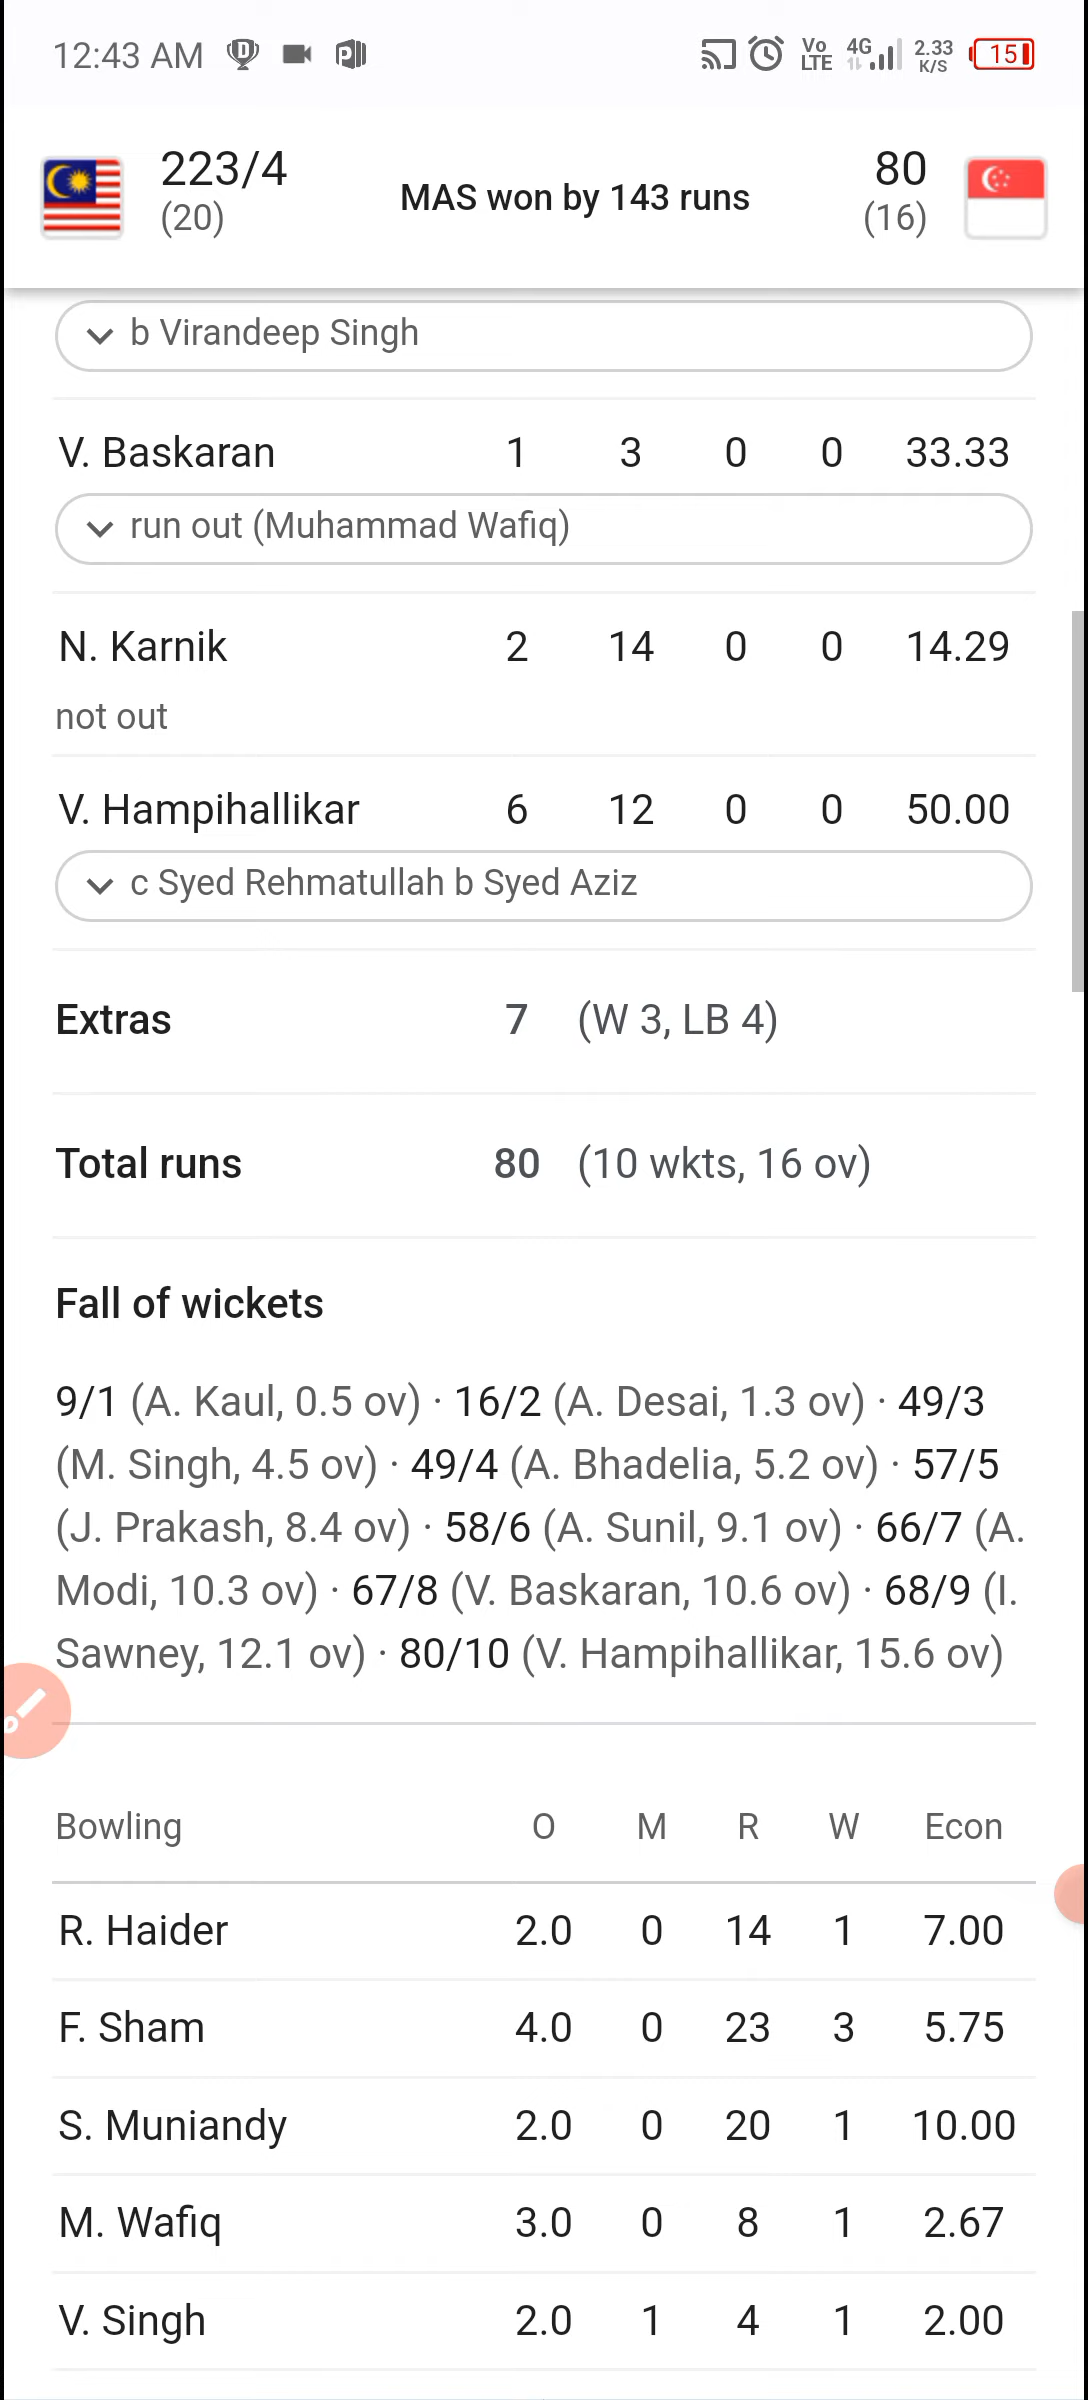 12:43 AM
Vo LTE 4G 2.33 K/S 15
223/4
(20)
MAS won by 143 runs
80
(16)
b Virandeep Singh
V. Baskaran 1 3 0 0 33.33
run out (Muhammad Wafiq)
N. Karnik 2 14 0 0 14.29
not out
V. Hampihallikar 6 12 0 0 50.00
c Syed Rehmatullah b Syed Aziz
Extras 7 (W 3, LB 4)
Total runs 80 (10 wkts, 16 ov)
Fall of wickets
9/1 (A. Kaul, 0.5 ov) · 16/2 (A. Desai, 1.3 ov) · 49/3
(M. Singh, 4.5 ov) · 49/4 (A. Bhadelia, 5.2 ov) · 57/5
(J. Prakash, 8.4 ov) · 58/6 (A. Sunil, 9.1 ov) · 66/7 (A.
Modi, 10.3 ov) · 67/8 (V. Baskaran, 10.6 ov) · 68/9 (I.
Sawney, 12.1 ov) · 80/10 (V. Hampihallikar, 15.6 ov)
Bowling O M R W Econ
R. Haider 2.0 0 14 1 7.00
F. Sham 4.0 0 23 3 5.75
S. Muniandy 2.0 0 20 1 10.00
M. Wafiq 3.0 0 8 1 2.67
V. Singh 2.0 1 4 1 2.00